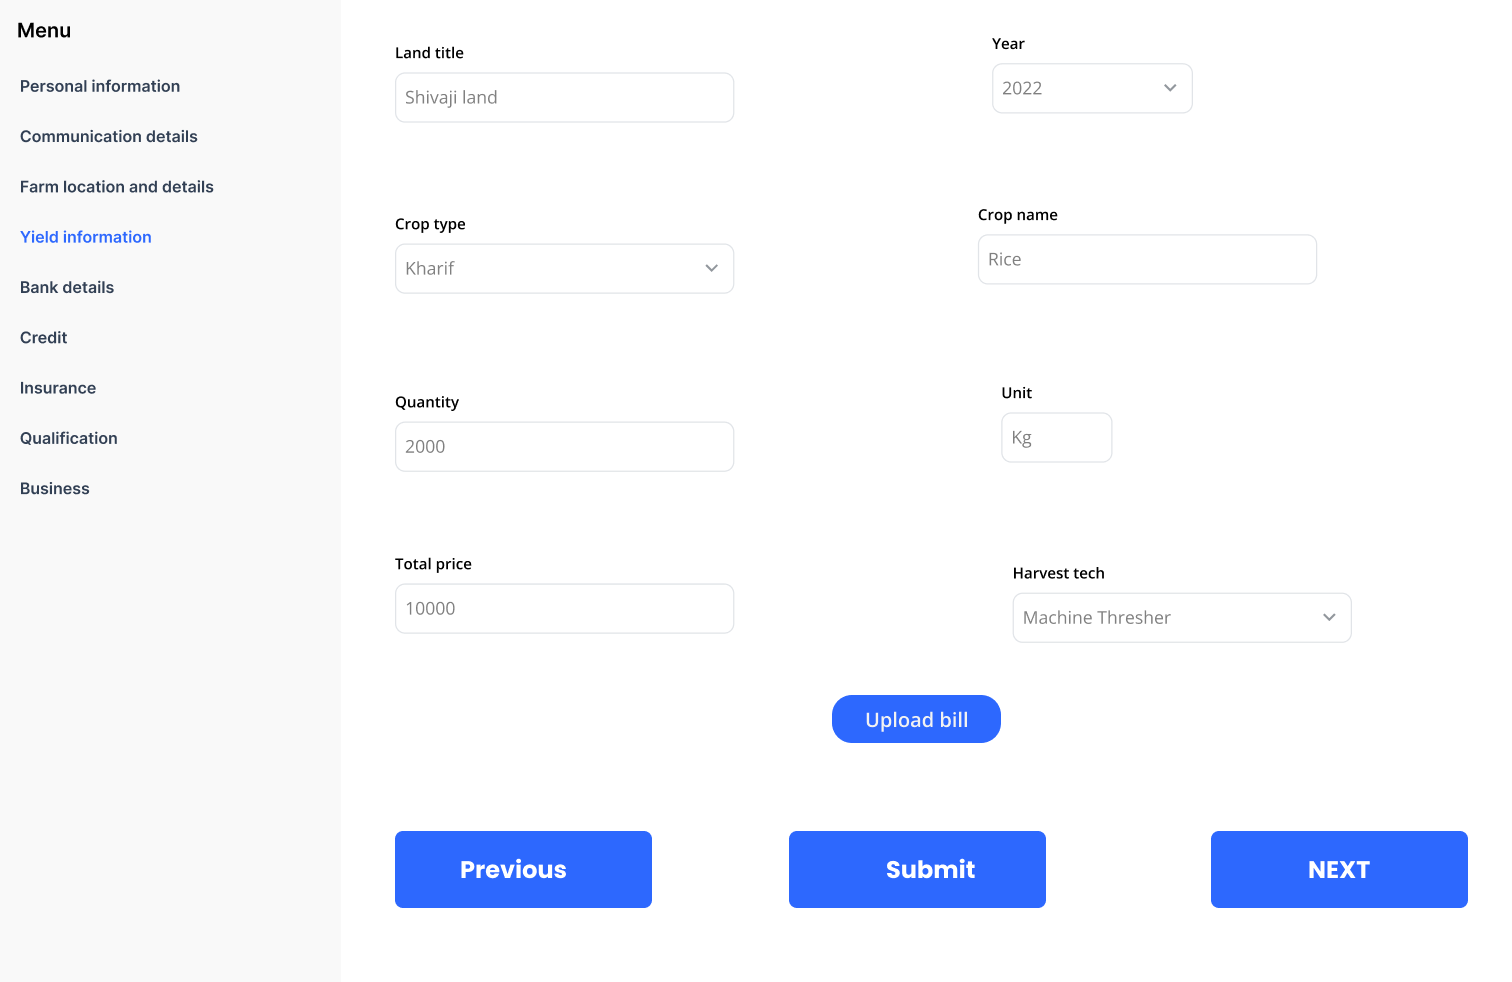 Menu
Personal information
Communication details
Farm location and details
Yield information
Bank details
Credit
Insurance
Qualification
Business
Land title
Shivaji land
Year
2022
Crop type
Kharif
Crop name
Rice
Quantity
2000
Unit
Kg
Total price
10000
Harvest tech
Machine Thresher
Upload bill
Previous
Submit
NEXT